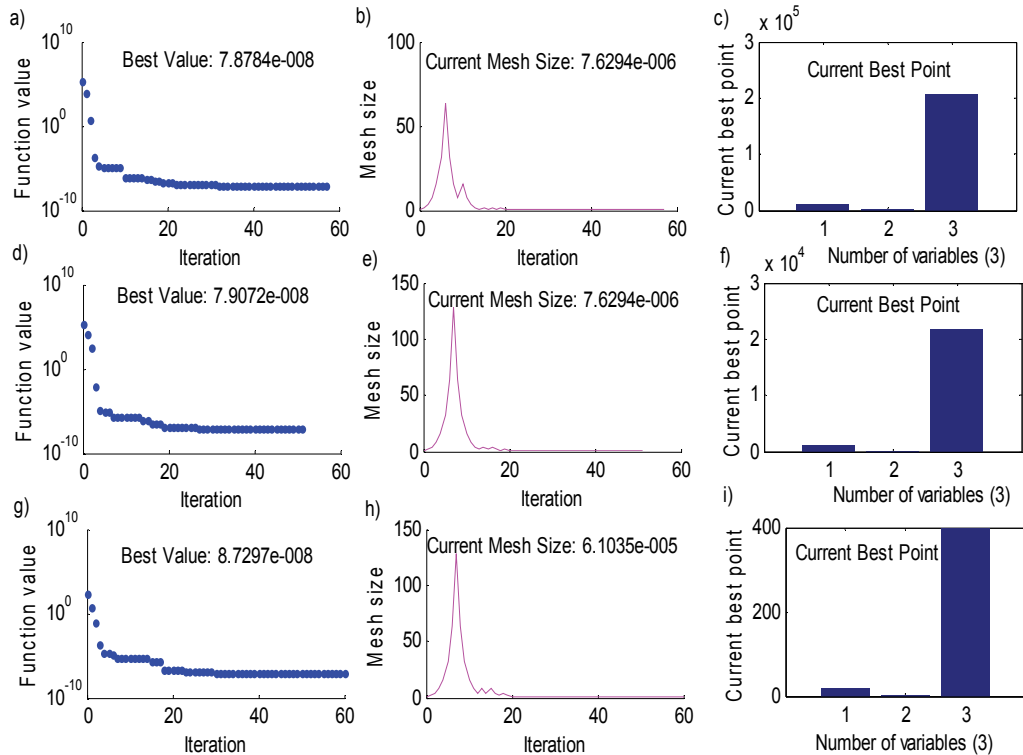 a)
Function value
10^10
10^0
10^-10
Best Value: 7.8784e-008
0 20 40 60
Iteration
b)
Mesh size
100
50
0
Current Mesh Size: 7.6294e-006
0 20 40 60
Iteration
c)
x 10^5
Current best point
3
2
1
0
Current Best Point
1 2 3
Number of variables (3)
d)
Function value
10^10
10^0
10^-10
Best Value: 7.9072e-008
0 20 40 60
Iteration
e)
Mesh size
150
100
50
0
Current Mesh Size: 7.6294e-006
0 20 40 60
Iteration
f)
x 10^4
Current best point
3
2
1
0
Current Best Point
1 2 3
Number of variables (3)
g)
Function value
10^10
10^0
10^-10
Best Value: 8.7297e-008
0 20 40 60
Iteration
h)
Mesh size
150
100
50
0
Current Mesh Size: 6.1035e-005
0 20 40 60
Iteration
i)
Current best point
400
200
0
Current Best Point
1 2 3
Number of variables (3)